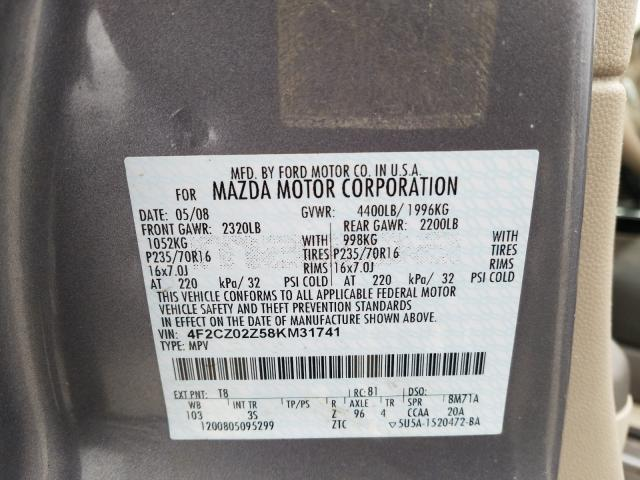 MFD. BY FORD MOTOR CO. IN U.S.A.
FOR MAZDA MOTOR CORPORATION
DATE: 05/08 GVWR: 4400LB/ 1996KG
FRONT GAWR: 2320LB REAR GAWR: 2200LB
1052KG WITH 998KG WITH
P235/70R16 TIRES P235/70R16 TIRES
16x7.0J RIMS 16x7.0J RIMS
AT 220 kPa/ 32 PSI COLD AT 220 kPa/ 32 PSI COLD
THIS VEHICLE CONFORMS TO ALL APPLICABLE FEDERAL MOTOR
VEHICLE SAFETY AND THEFT PREVENTION STANDARDS
IN EFFECT ON THE DATE OF MANUFACTURE SHOWN ABOVE.
VIN: 4F2CZ02Z58KM31741
TYPE: MPV
EXT PNT: T8 RC: 81 DSO:
WB INT TR TP/PS R AXLE TR SPR BM71A
103 3S Z 96 4 CCAA 20A
1200805095299 ZTC 5U5A-1520472-BA